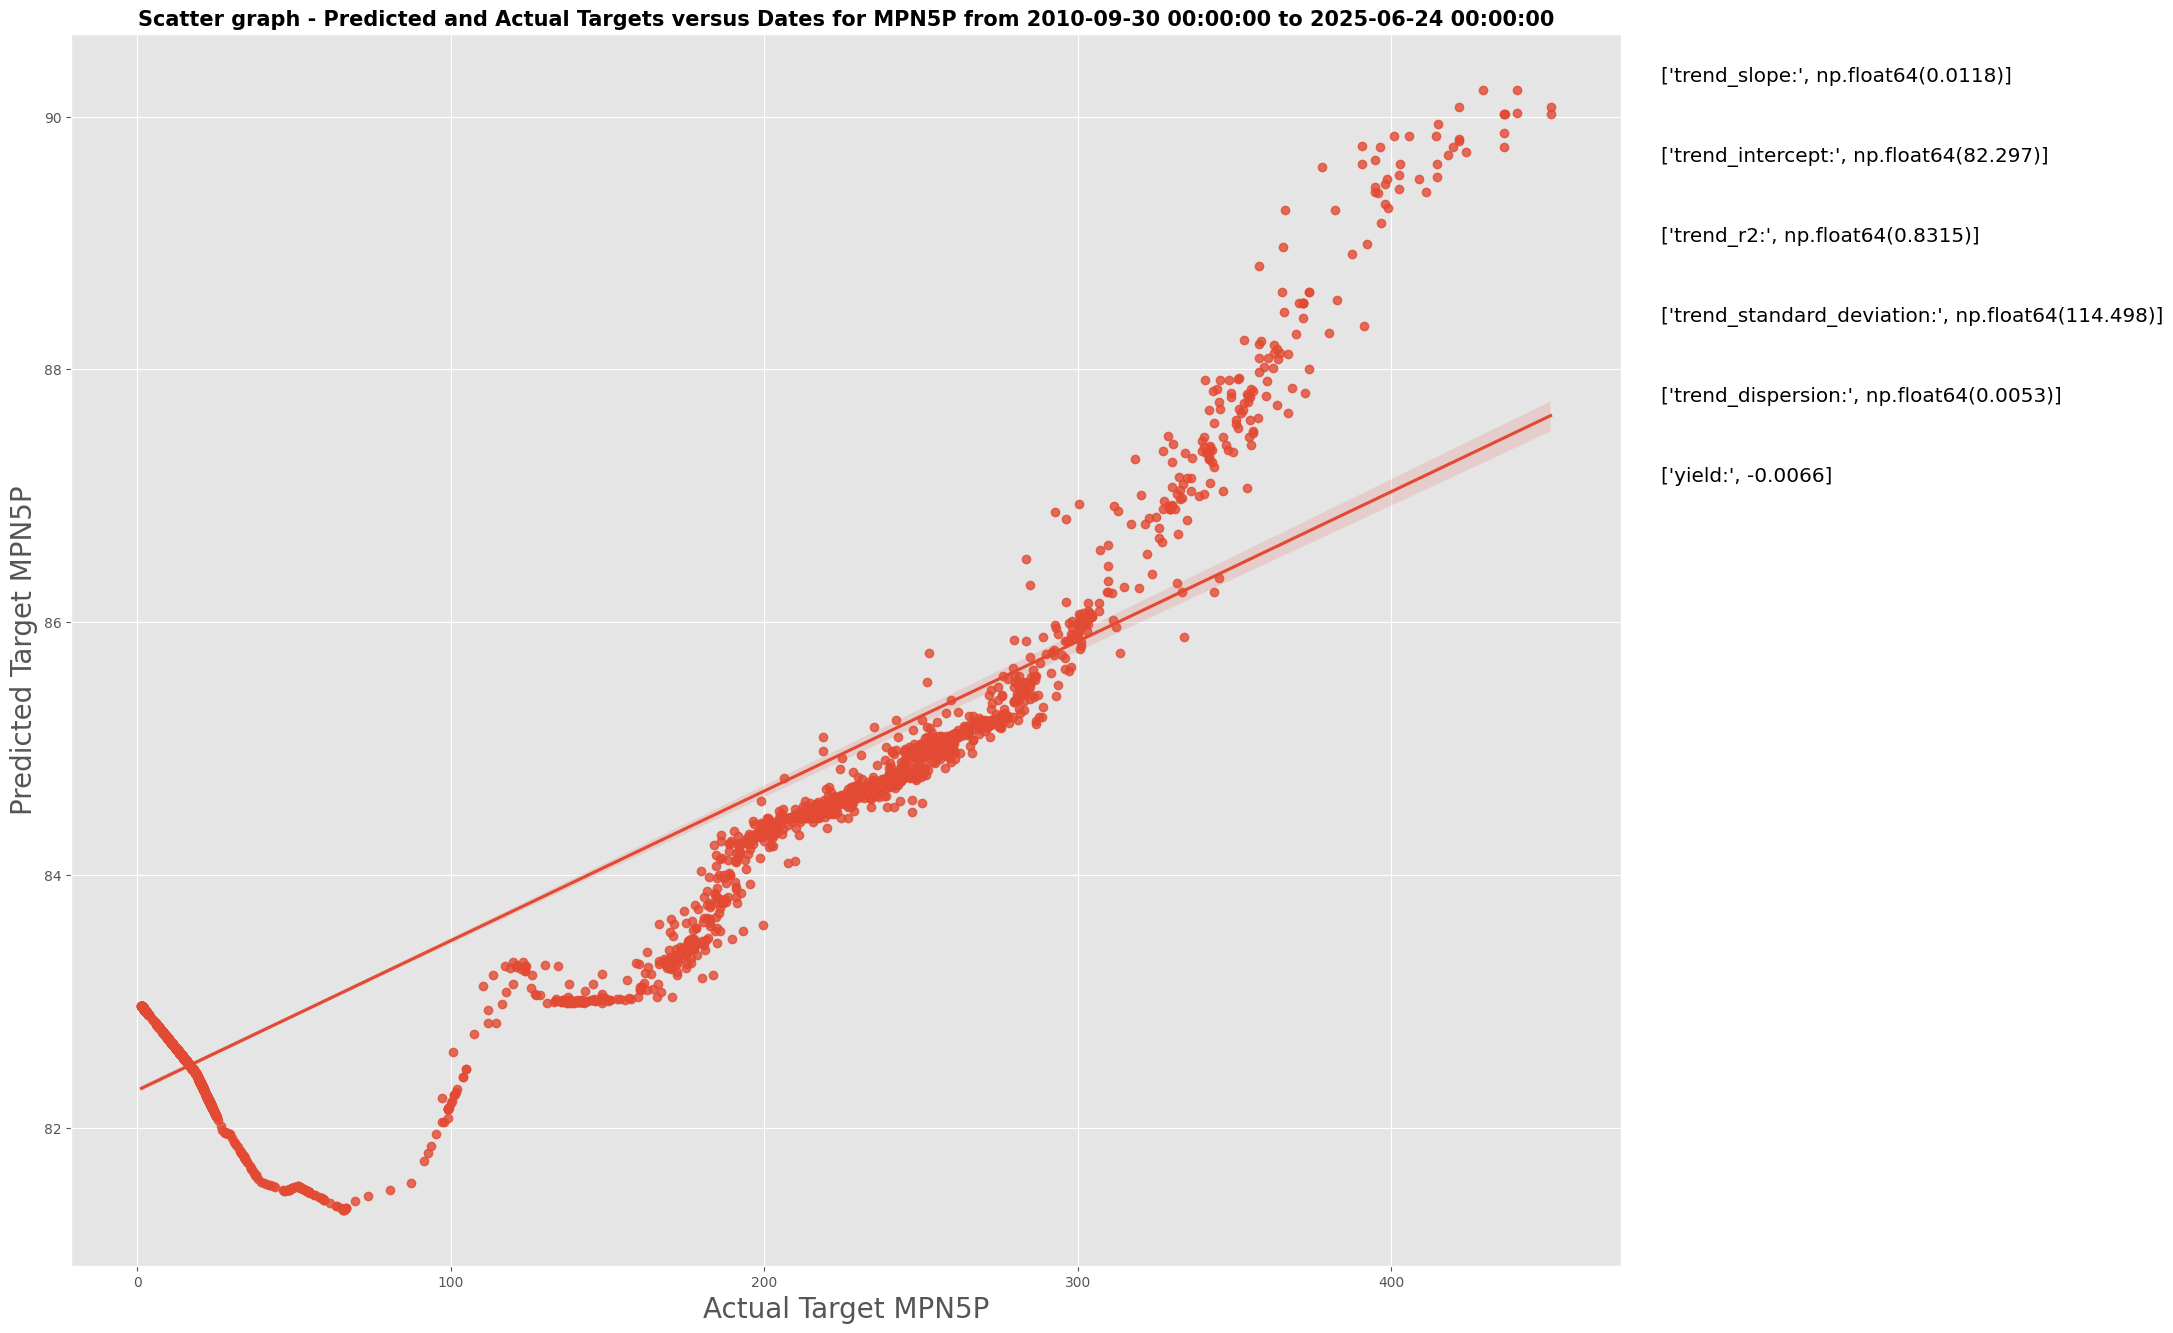 Scatter graph - Predicted and Actual Targets versus Dates for MPN5P from 2010-09-30 00:00:00 to 2025-06-24 00:00:00
['trend_slope:', np.float64(0.0118)]
['trend_intercept:', np.float64(82.297)]
['trend_r2:', np.float64(0.8315)]
['trend_standard_deviation:', np.float64(114.498)]
['trend_dispersion:', np.float64(0.0053)]
['yield:', -0.0066]
Predicted Target MPN5P
90
88
86
84
82
0 100 200 300 400
Actual Target MPN5P